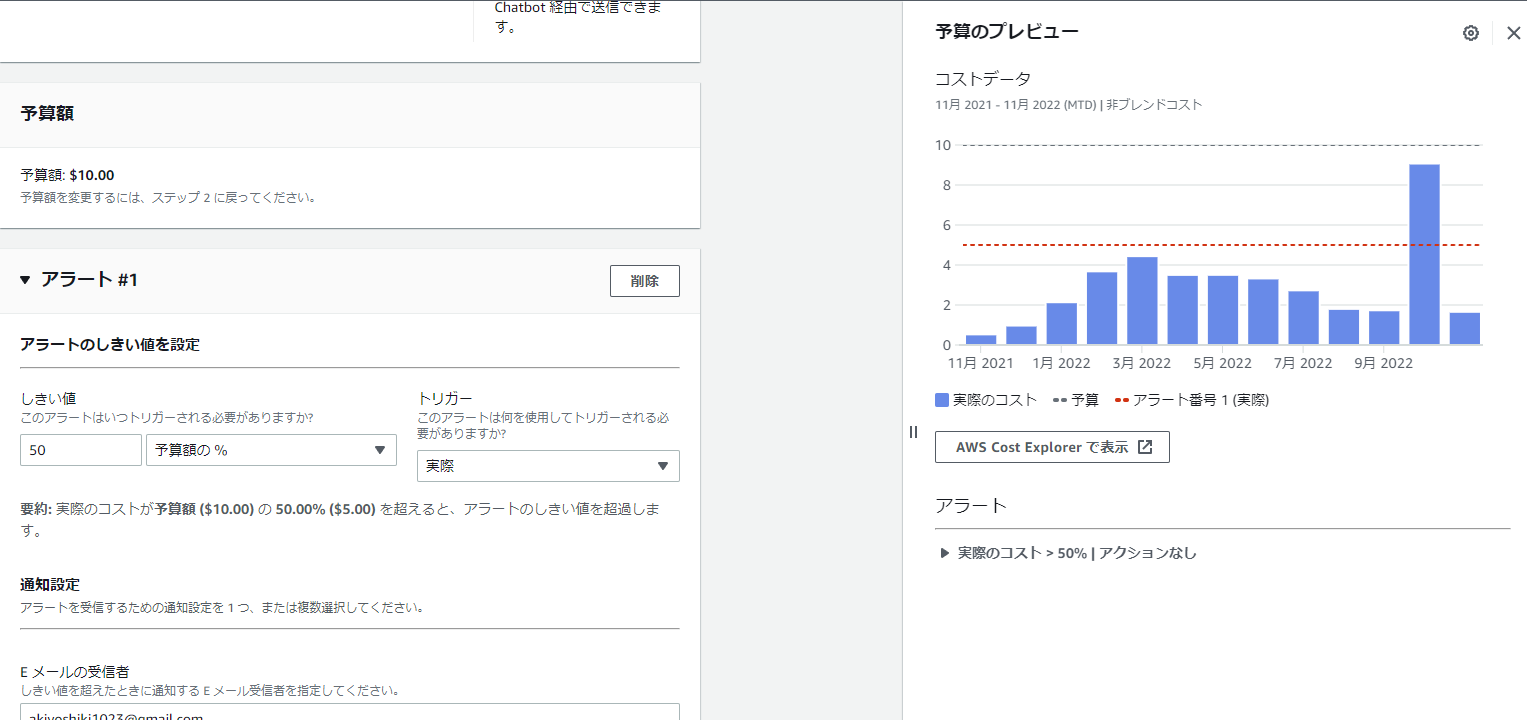 Chatbot 経由で送信できま
す。
予算額
予算額: $10.00
予算額を変更するには、ステップ 2 に戻ってください。
アラート #1
削除
アラートのしきい値を設定
しきい値
このアラートはいつトリガーされる必要がありますか?
50
予算額の %
トリガー
このアラートは何を使用してトリガーされる必
要がありますか?
実際
要約: 実際のコストが予算額 ($10.00) の 50.00% ($5.00) を超えると、アラートのしきい値を超過しま
す。
通知設定
アラートを受信するための通知設定を 1 つ、または複数選択してください。
E メールの受信者
しきい値を超えたときに通知する E メール受信者を指定してください。
akiyoshiki1023@gmail.com
予算のプレビュー
コストデータ
11月 2021 - 11月 2022 (MTD) | 非ブレンドコスト
10
8
6
4
2
0
11月 2021
1月 2022
3月 2022
5月 2022
7月 2022
9月 2022
実際のコスト
予算
アラート番号 1 (実際)
AWS Cost Explorer で表示
アラート
実際のコスト > 50% | アクションなし